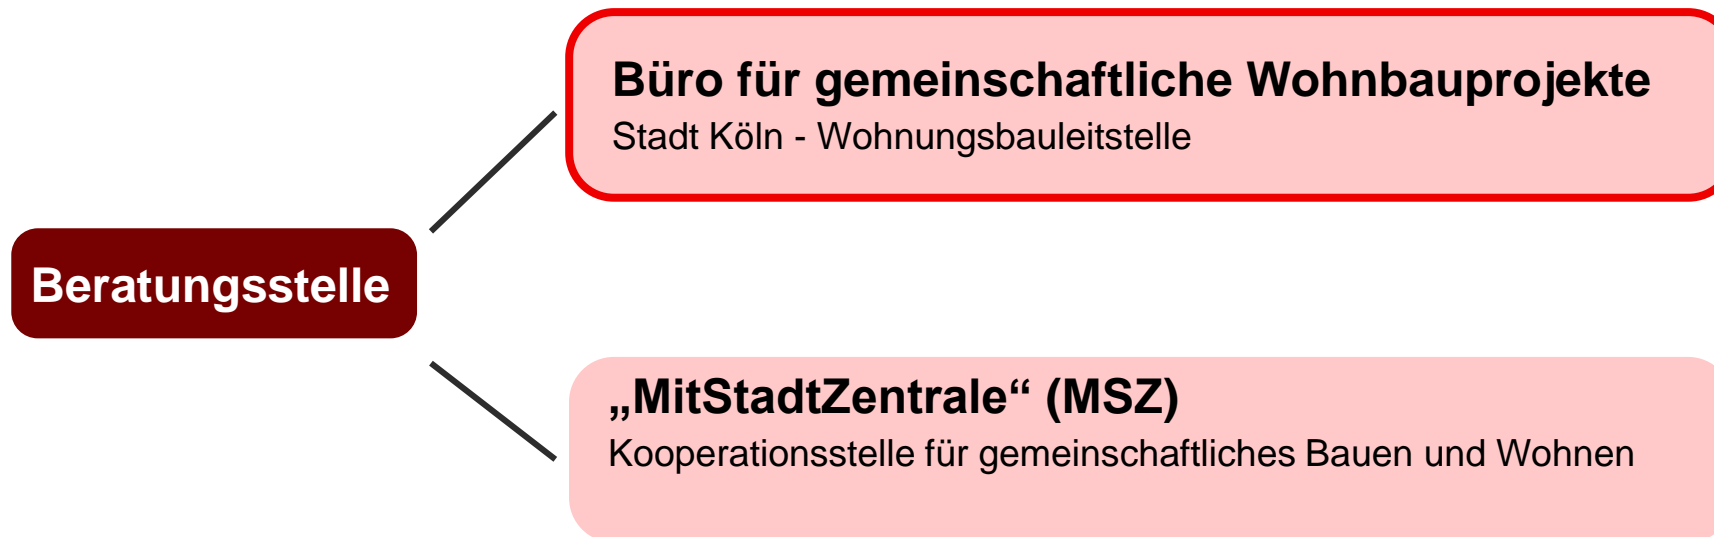 Büro für gemeinschaftliche Wohnbauprojekte
Stadt Köln - Wohnungsbauleitstelle
Beratungsstelle
„MitStadtZentrale“ (MSZ)
Kooperationsstelle für gemeinschaftliches Bauen und Wohnen